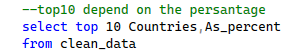 --top10 depend on the persantage
select top 10 Countries,As_percent
from clean_data